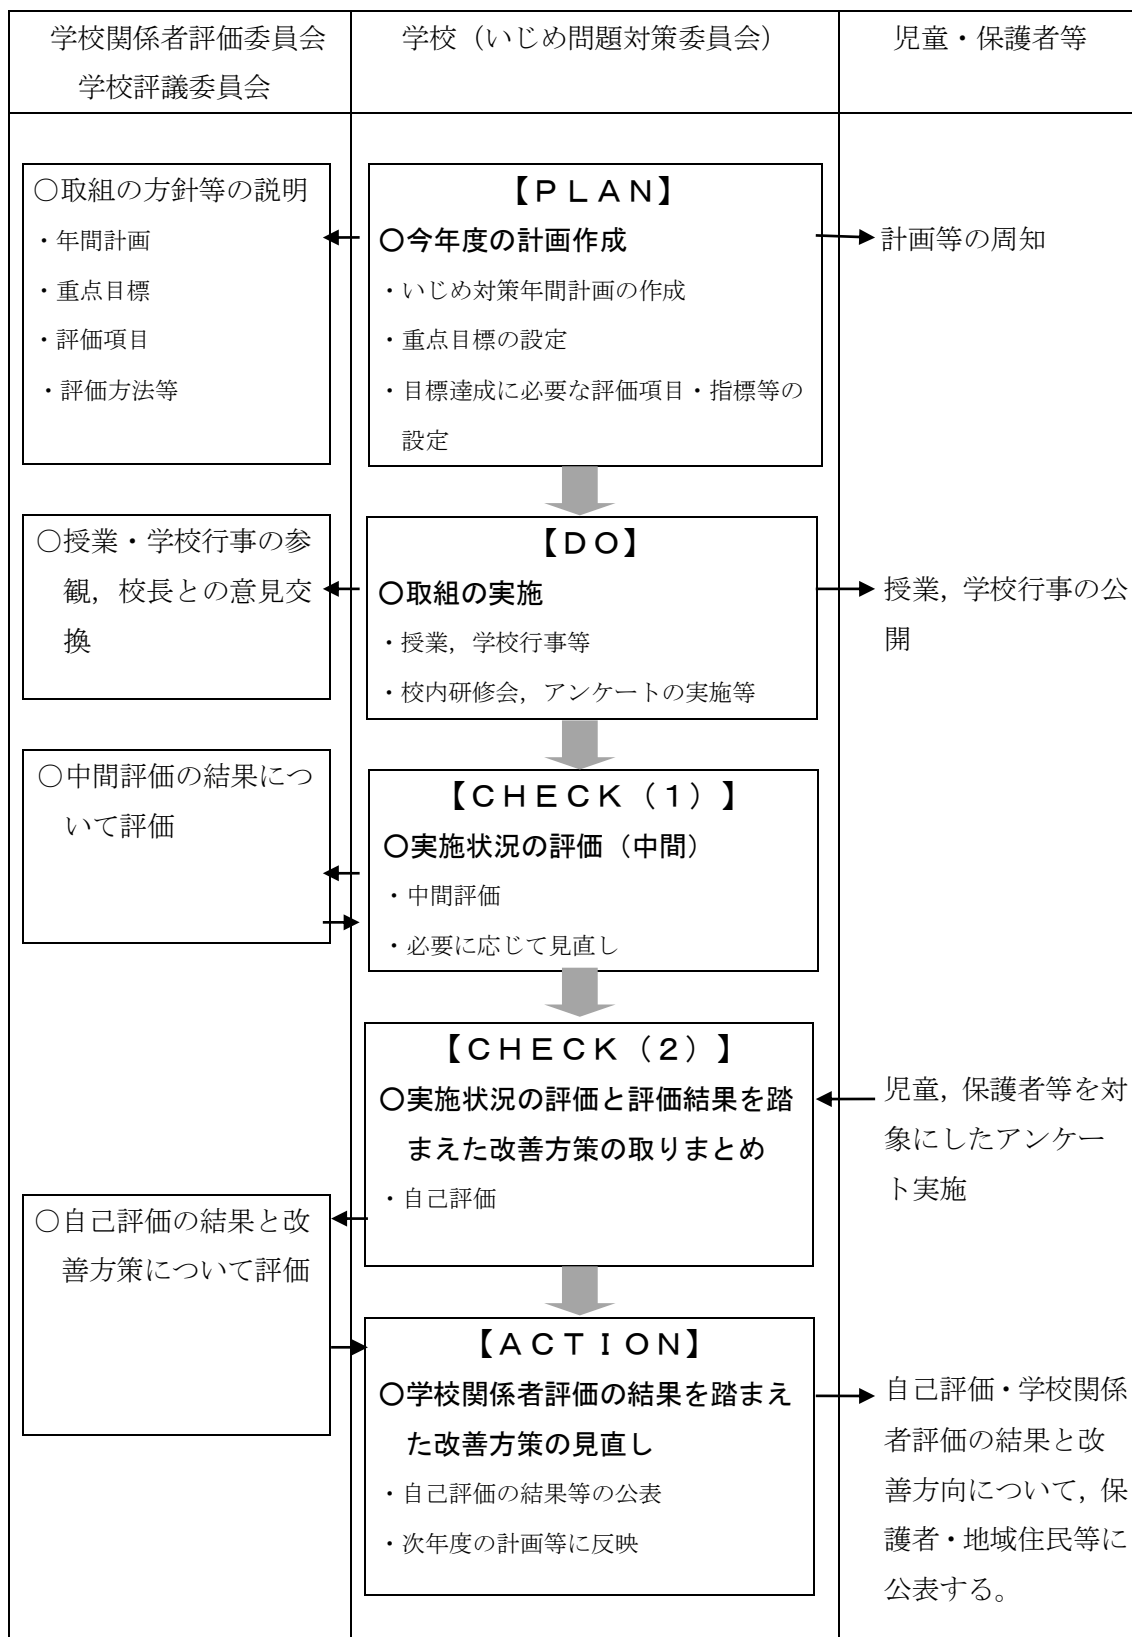 学校関係者評価委員会
学校評議委員会
学校（いじめ問題対策委員会）
児童・保護者等
○取組の方針等の説明
・年間計画
・重点目標
・評価項目
・評価方法等
【ＰＬＡＮ】
○今年度の計画作成
・いじめ対策年間計画の作成
・重点目標の設定
・目標達成に必要な評価項目・指標等の
設定
計画等の周知
○授業・学校行事の参
観，校長との意見交
換
【ＤＯ】
○取組の実施
・授業，学校行事等
・校内研修会，アンケートの実施等
授業，学校行事の公
開
○中間評価の結果につ
いて評価
【ＣＨＥＣＫ（１）】
○実施状況の評価（中間）
・中間評価
・必要に応じて見直し
【ＣＨＥＣＫ（２）】
○実施状況の評価と評価結果を踏
まえた改善方策の取りまとめ
・自己評価
児童，保護者等を対
象にしたアンケー
ト実施
○自己評価の結果と改
善方策について評価
【ＡＣＴＩＯＮ】
○学校関係者評価の結果を踏まえ
た改善方策の見直し
・自己評価の結果等の公表
・次年度の計画等に反映
自己評価・学校関係
者評価の結果と改
善方向について，保
護者・地域住民等に
公表する。